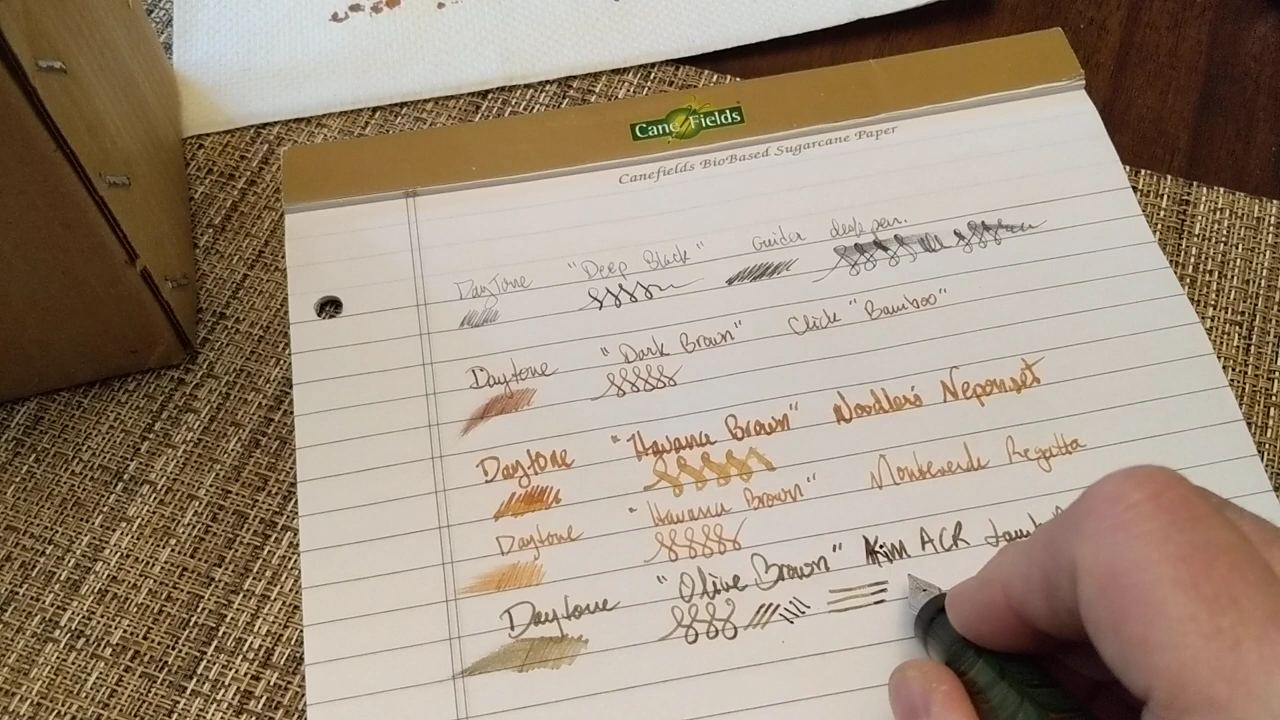 Cane Fields
Canefields BioBased Sugarcane Paper
DayTone "Deep Black" Guider desk pen.
Daytone "Dark Brown" Click "Bamboo"
Daytone "Havana Brown" Noodler's Neponset
Daytone "Havana Brown" Monteverde Regatta
Daytone "Olive Brown" Kim ACR